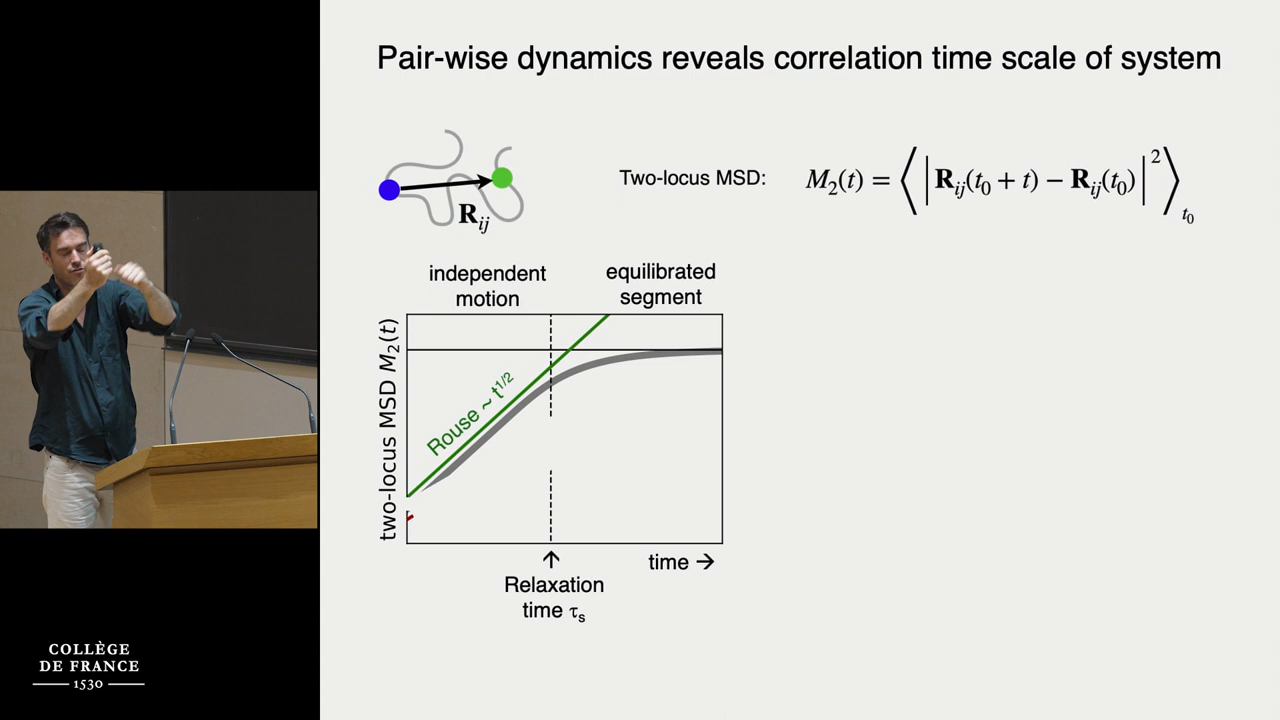 Pair-wise dynamics reveals correlation time scale of system
R_ij
Two-locus MSD:
M_2(t) = ⟨|R_ij(t_0 + t) − R_ij(t_0)|^2⟩_t_0
independent
motion
equilibrated
segment
two-locus MSD M_2(t)
Rouse ~ t^1/2
time →
↑
Relaxation
time τ_s
COLLÈGE
DE FRANCE
1530